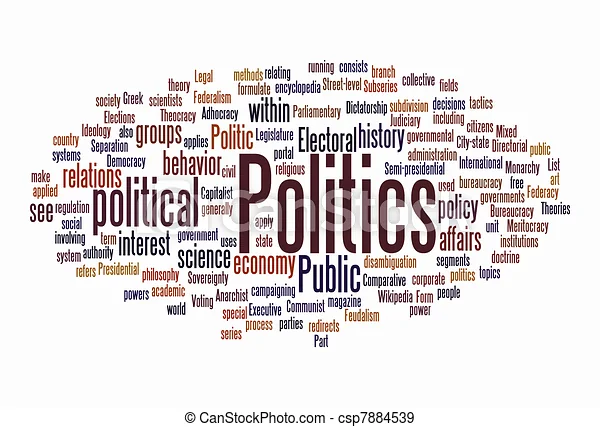 running consists branch
Legal methods relating collective fields
theory formulate encyclopedia Street-level Subseries
society Greek scientists Federalism within Parliamentary Dictatorship subdivision decisions tactics
Elections Theocracy Adhocracy Judiciary including
country Ideology also groups Politic Legislature Electoral history governmental citizens Mixed
systems Separation applies portal administration City-state Directorial public
Democracy behavior civil religious Semi-presidential International Monarchy List
make relations used bureaucracy free art
applied Capitalist Politics governments Federacy
see regulation political generally apply policy Bureaucracy Theories
social unit Meritocracy
involving term interest government uses state affairs institutions
system authority science economy disambiguation segments doctrine
refers Presidential philosophy Sovereignty Public Comparative corporate politics topics
powers academic Voting Anarchist campaigning Wikipedia Form people
world special Executive Communist magazine power
process parties redirects Feudalism
series Part
© CanStockPhoto.com
© CanStockPhoto.com - csp7884539